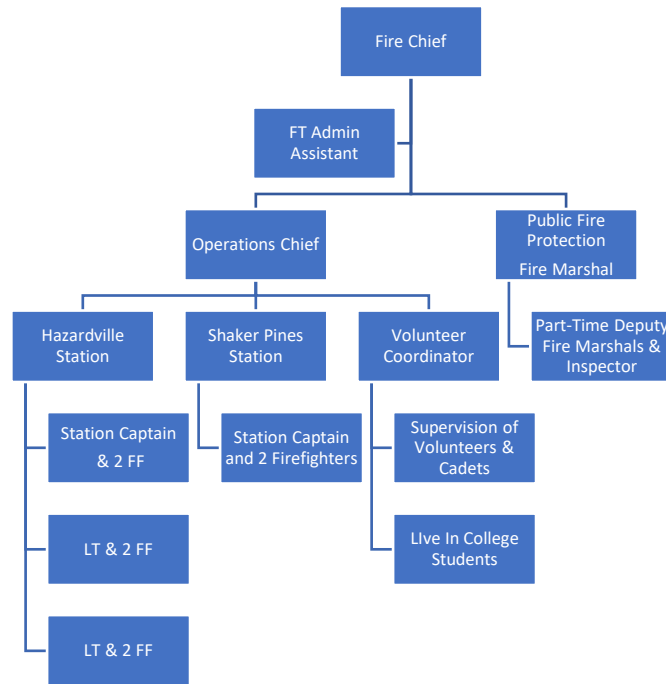 Fire Chief
FT Admin
Assistant
Operations Chief
Public Fire
Protection
Fire Marshal
Hazardville
Station
Shaker Pines
Station
Volunteer
Coordinator
Part-Time Deputy
Fire Marshals &
Inspector
Station Captain
& 2 FF
Station Captain
and 2 Firefighters
Supervision of
Volunteers &
Cadets
LT & 2 FF
LIve In College
Students
LT & 2 FF